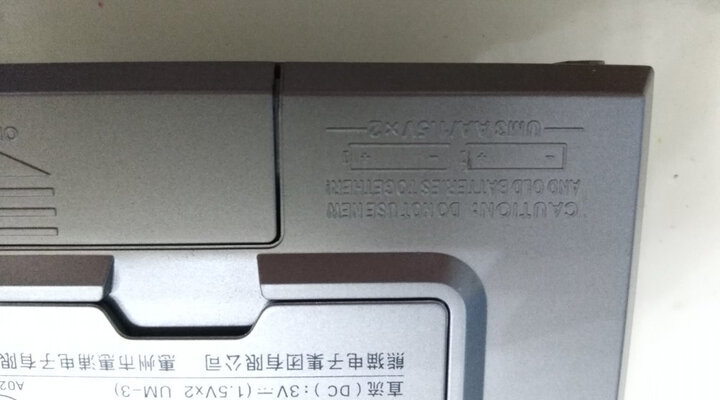 直流(DC):3V⎓(1.5Vx2 UM-3)
A02
熊猫电子集团有限公司 惠州市惠浦电子有限
CAUTION: DO NOT USE NEW
AND OLD BATTERIES TOGETHER!
UM3 AA/1.5V×2